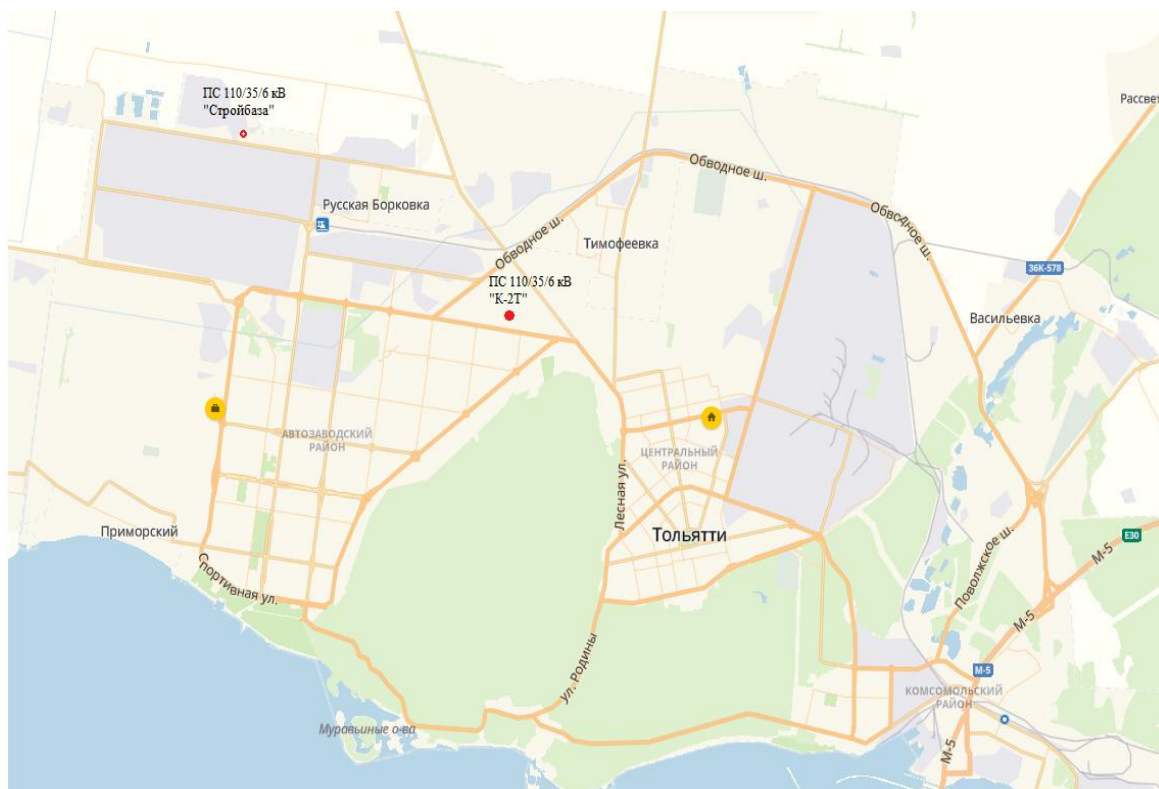 ПС 110/35/6 кВ
"Стройбаза"
Рассвет
Обводное ш.
Русская Борковка
Обводное ш.
Обводное ш.
Тимофеевка
36К-578
ПС 110/35/6 кВ
"К-2Т"
Васильевка
АВТОЗАВОДСКИЙ
РАЙОН
ЦЕНТРАЛЬНЫЙ
РАЙОН
Лесная ул.
Приморский
Тольятти
E30
М-5
Поволжское ш.
Спортивная ул.
М-5
ул. Родины
М-5
КОМСОМОЛЬСКИЙ
РАЙОН
Муравьиные о-ва
М-5